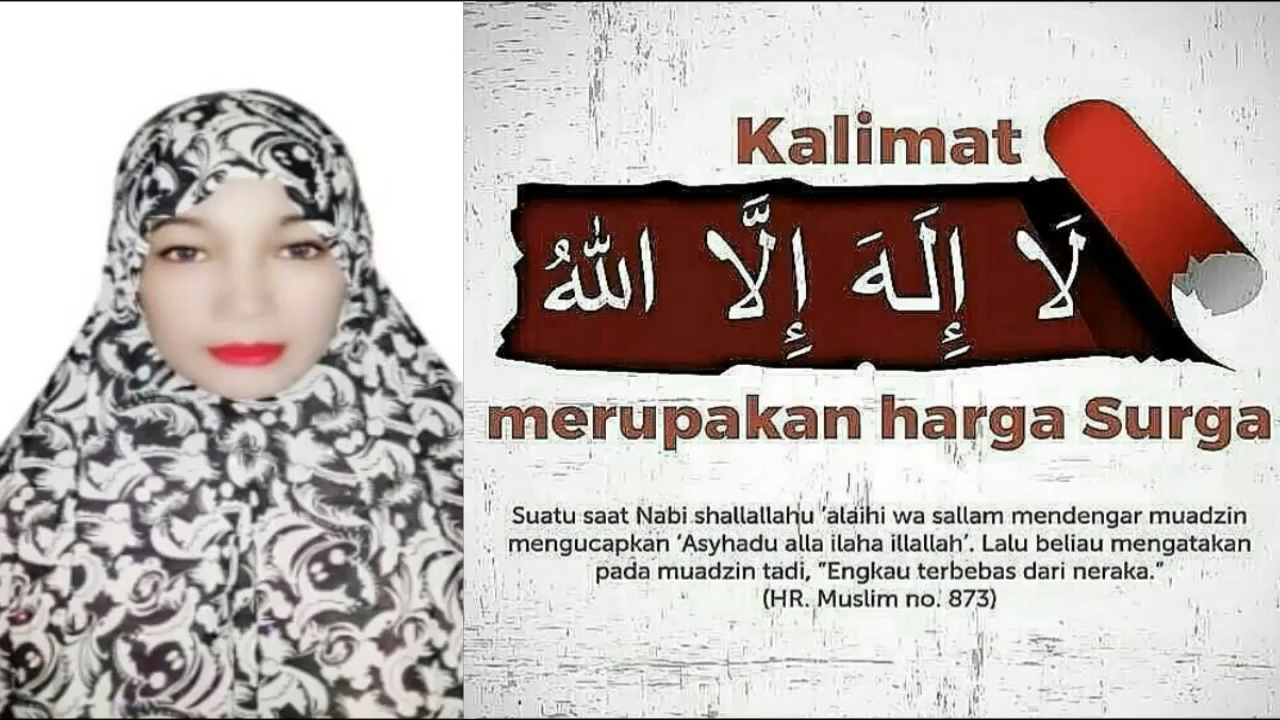 Kalimat
لَا إِلَهَ إِلَّا اللهُ
merupakan harga Surga
Suatu saat Nabi shallallahu 'alaihi wa sallam mendengar muadzin
mengucapkan 'Asyhadu alla ilaha illallah'. Lalu beliau mengatakan
pada muadzin tadi, "Engkau terbebas dari neraka."
(HR. Muslim no. 873)